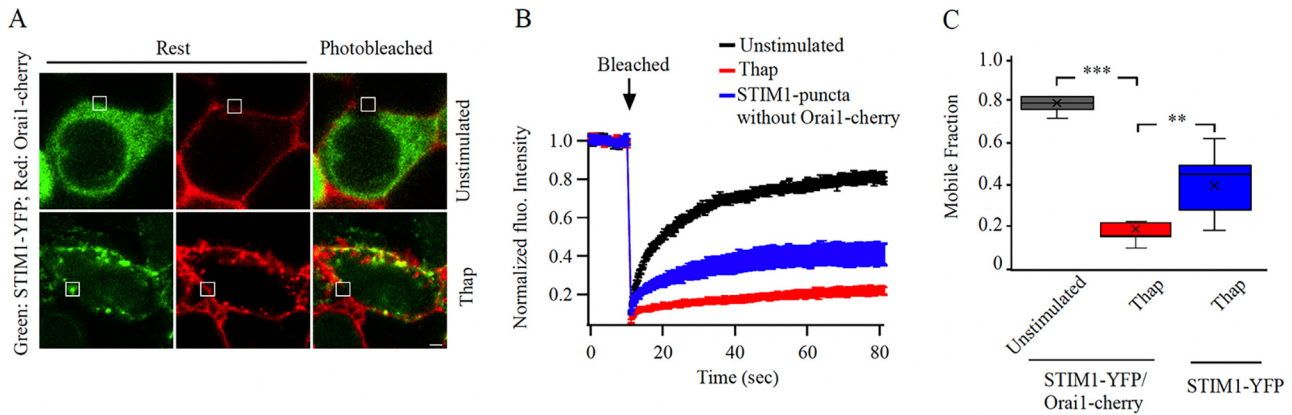 A
Rest
Photobleached
Green: STIM1-YFP; Red: Orai1-cherry
Unstimulated
Thap
B
Bleached
Unstimulated
Thap
STIM1-puncta
without Orai1-cherry
Normalized fluo. Intensity
1.0
0.8
0.6
0.4
0.2
0
20
40
60
80
Time (sec)
C
Mobile Fraction
1.0
0.8
0.6
0.4
0.2
0
***
**
Unstimulated
Thap
Thap
STIM1-YFP/
Orai1-cherry
STIM1-YFP